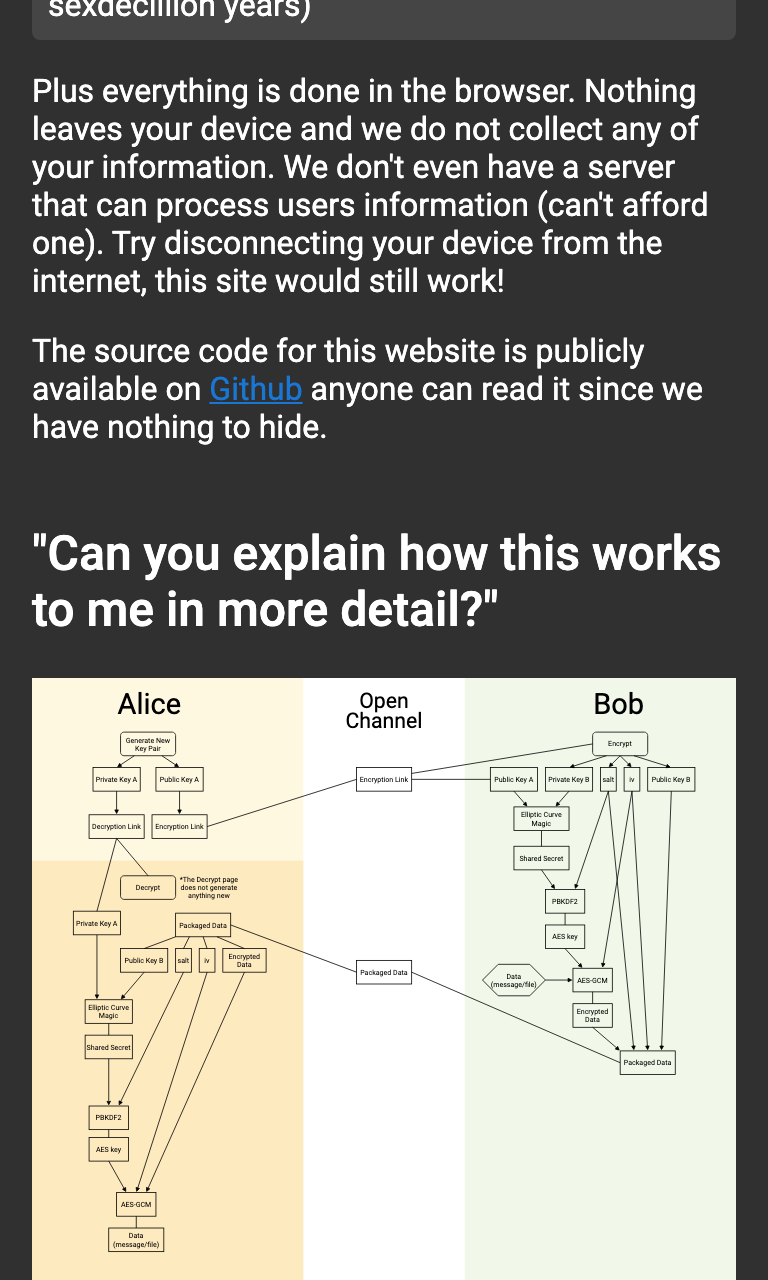 sexdecillion years)
Plus everything is done in the browser. Nothing
leaves your device and we do not collect any of
your information. We don't even have a server
that can process users information (can't afford
one). Try disconnecting your device from the
internet, this site would still work!
The source code for this website is publicly
available on Github anyone can read it since we
have nothing to hide.
"Can you explain how this works
to me in more detail?"
Alice
Generate New
Key Pair
Private Key A
Public Key A
Decryption Link
Encryption Link
Decrypt
*The Decrypt page
does not generate
anything new
Private Key A
Packaged Data
Public Key B
salt
iv
Encrypted
Data
Elliptic Curve
Magic
Shared Secret
PBKDF2
AES key
AES-GCM
Data
(message/file)
Open
Channel
Encryption Link
Packaged Data
Bob
Encrypt
Public Key A
Private Key B
salt
iv
Public Key B
Elliptic Curve
Magic
Shared Secret
PBKDF2
AES key
Data
(message/file)
AES-GCM
Encrypted
Data
Packaged Data